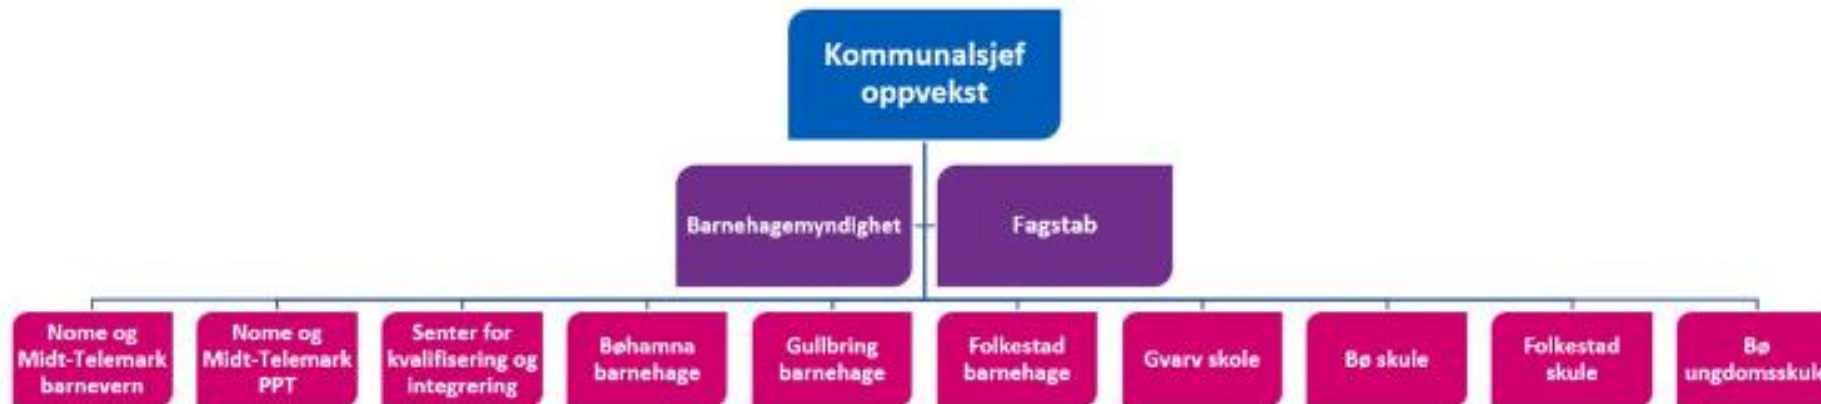 Kommunalsjef
oppvekst
Barnehagemyndighet
Fagstab
Nome og
Midt-Telemark
barnevern
Nome og
Midt-Telemark
PPT
Senter for
kvalifisering og
integrering
Bøhamna
barnehage
Gullbring
barnehage
Folkestad
barnehage
Gvarv skole
Bø skule
Folkestad
skule
Bø
ungdomsskule